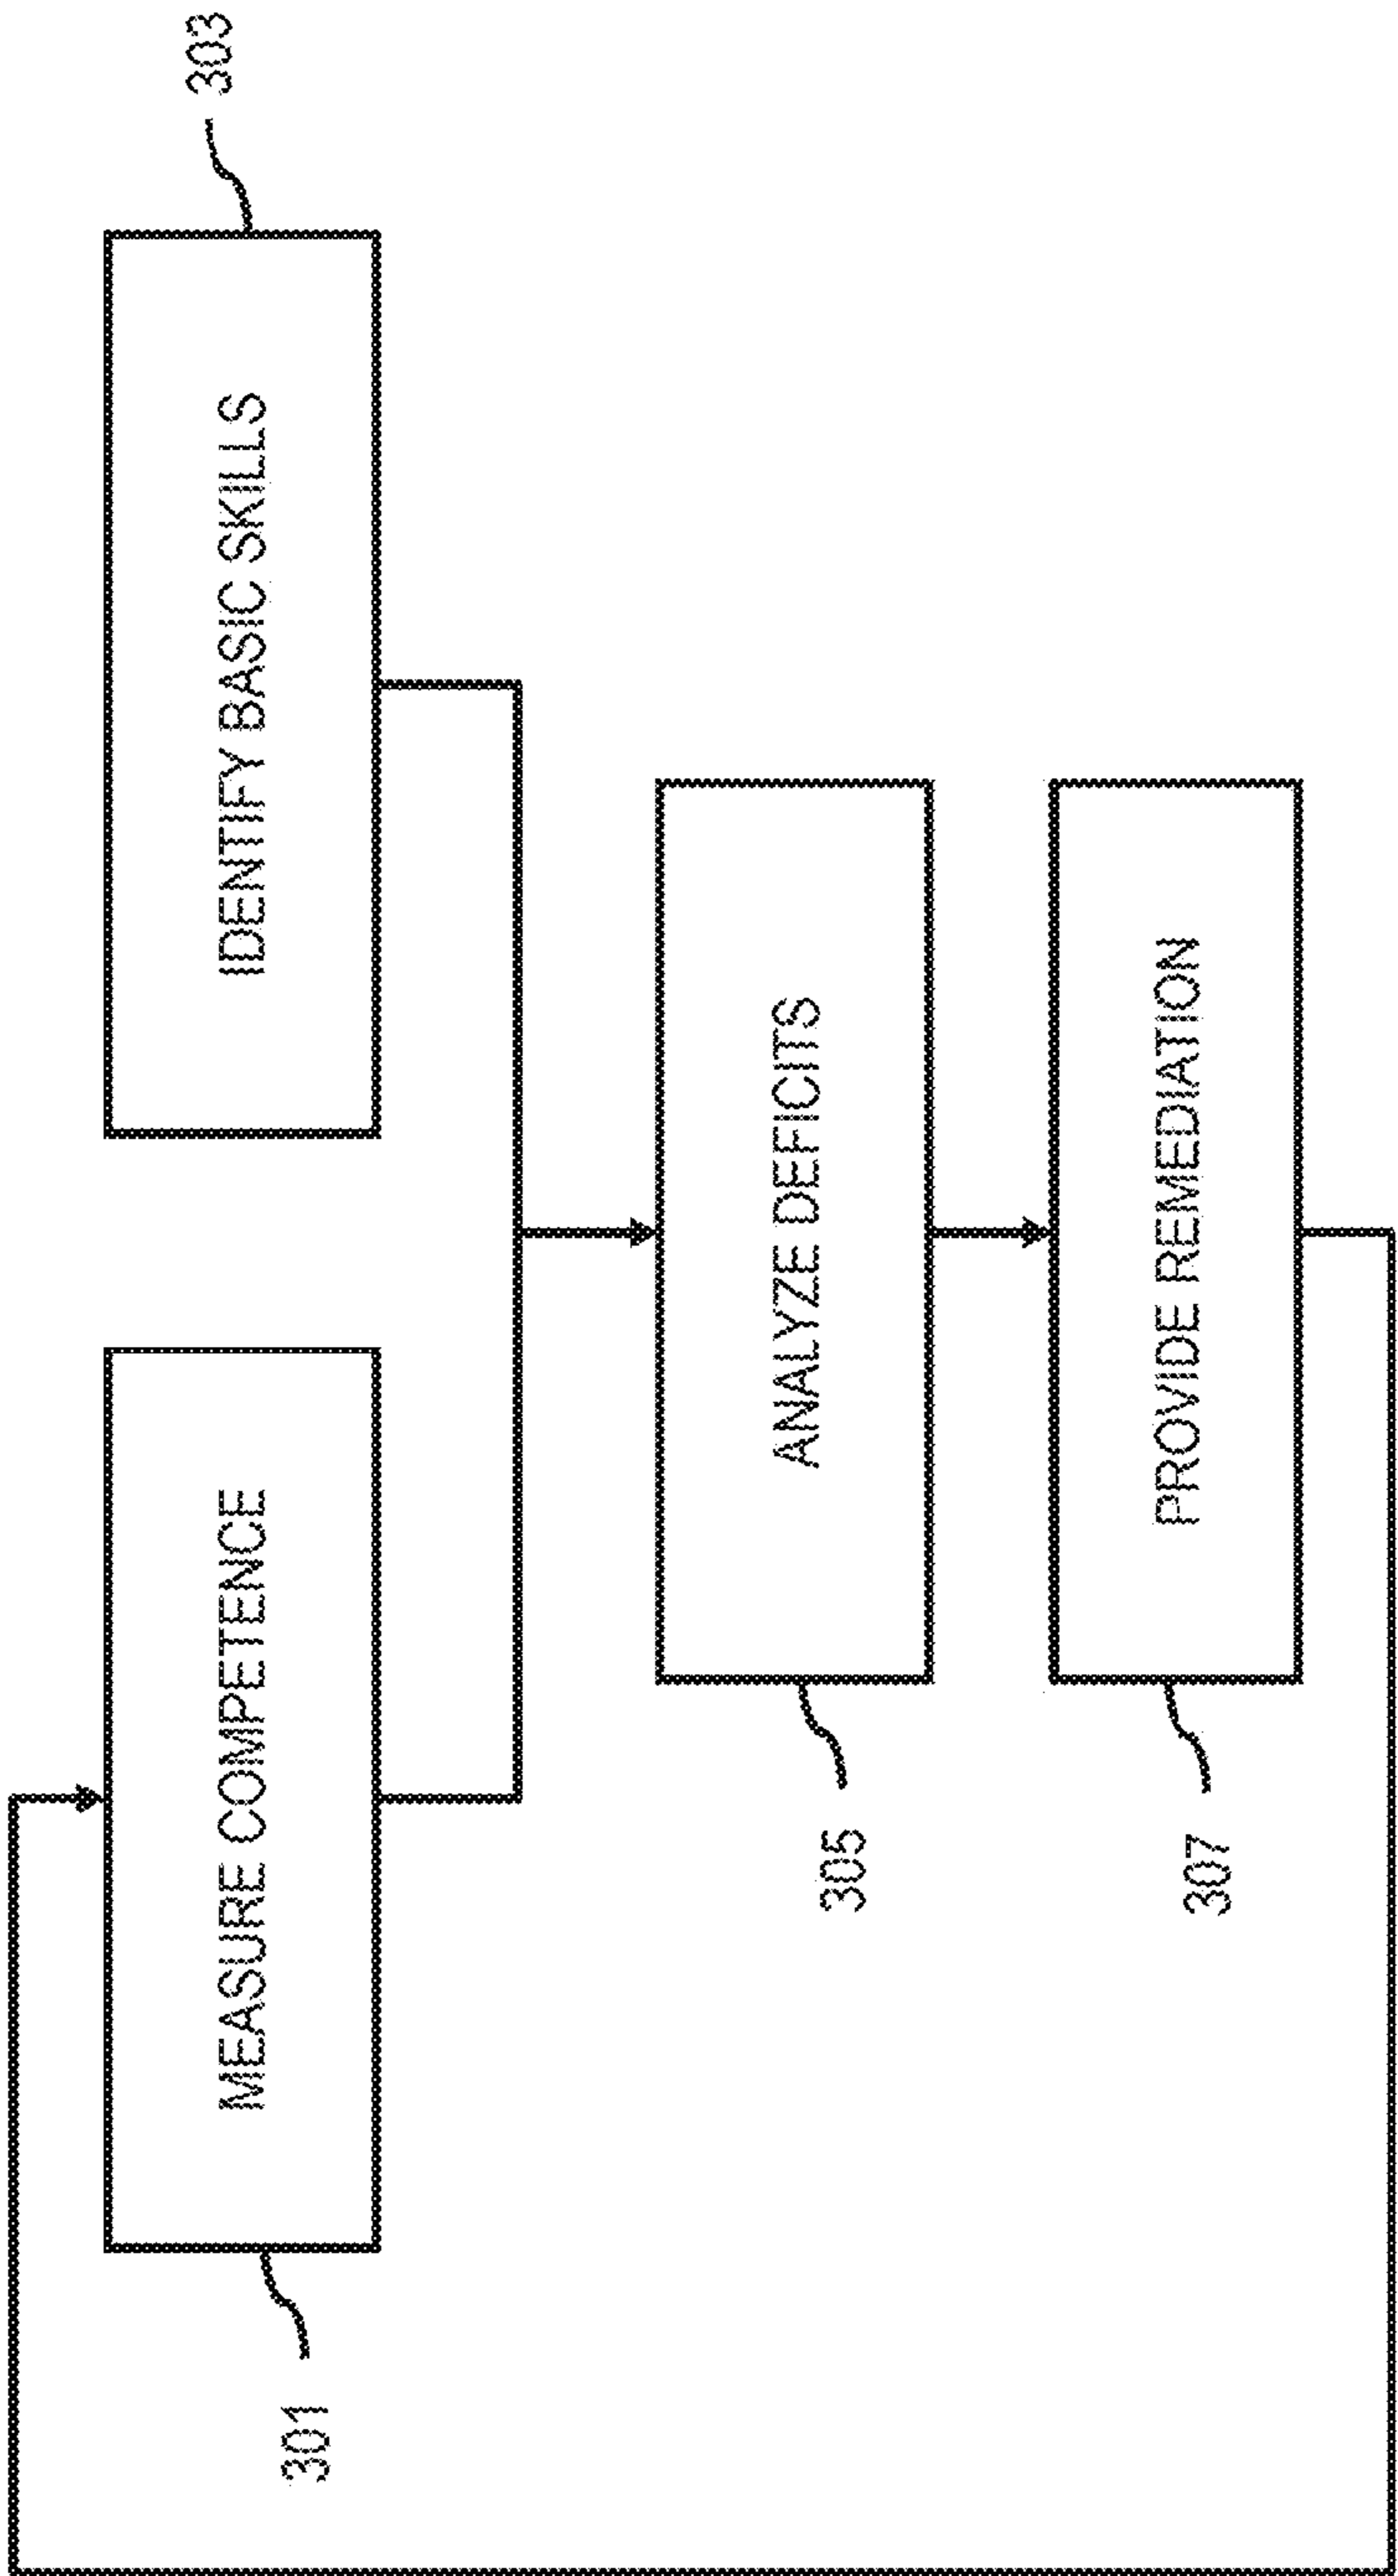 301
MEASURE COMPETENCE
IDENTIFY BASIC SKILLS
303
305
ANALYZE DEFICITS
307
PROVIDE REMEDIATION